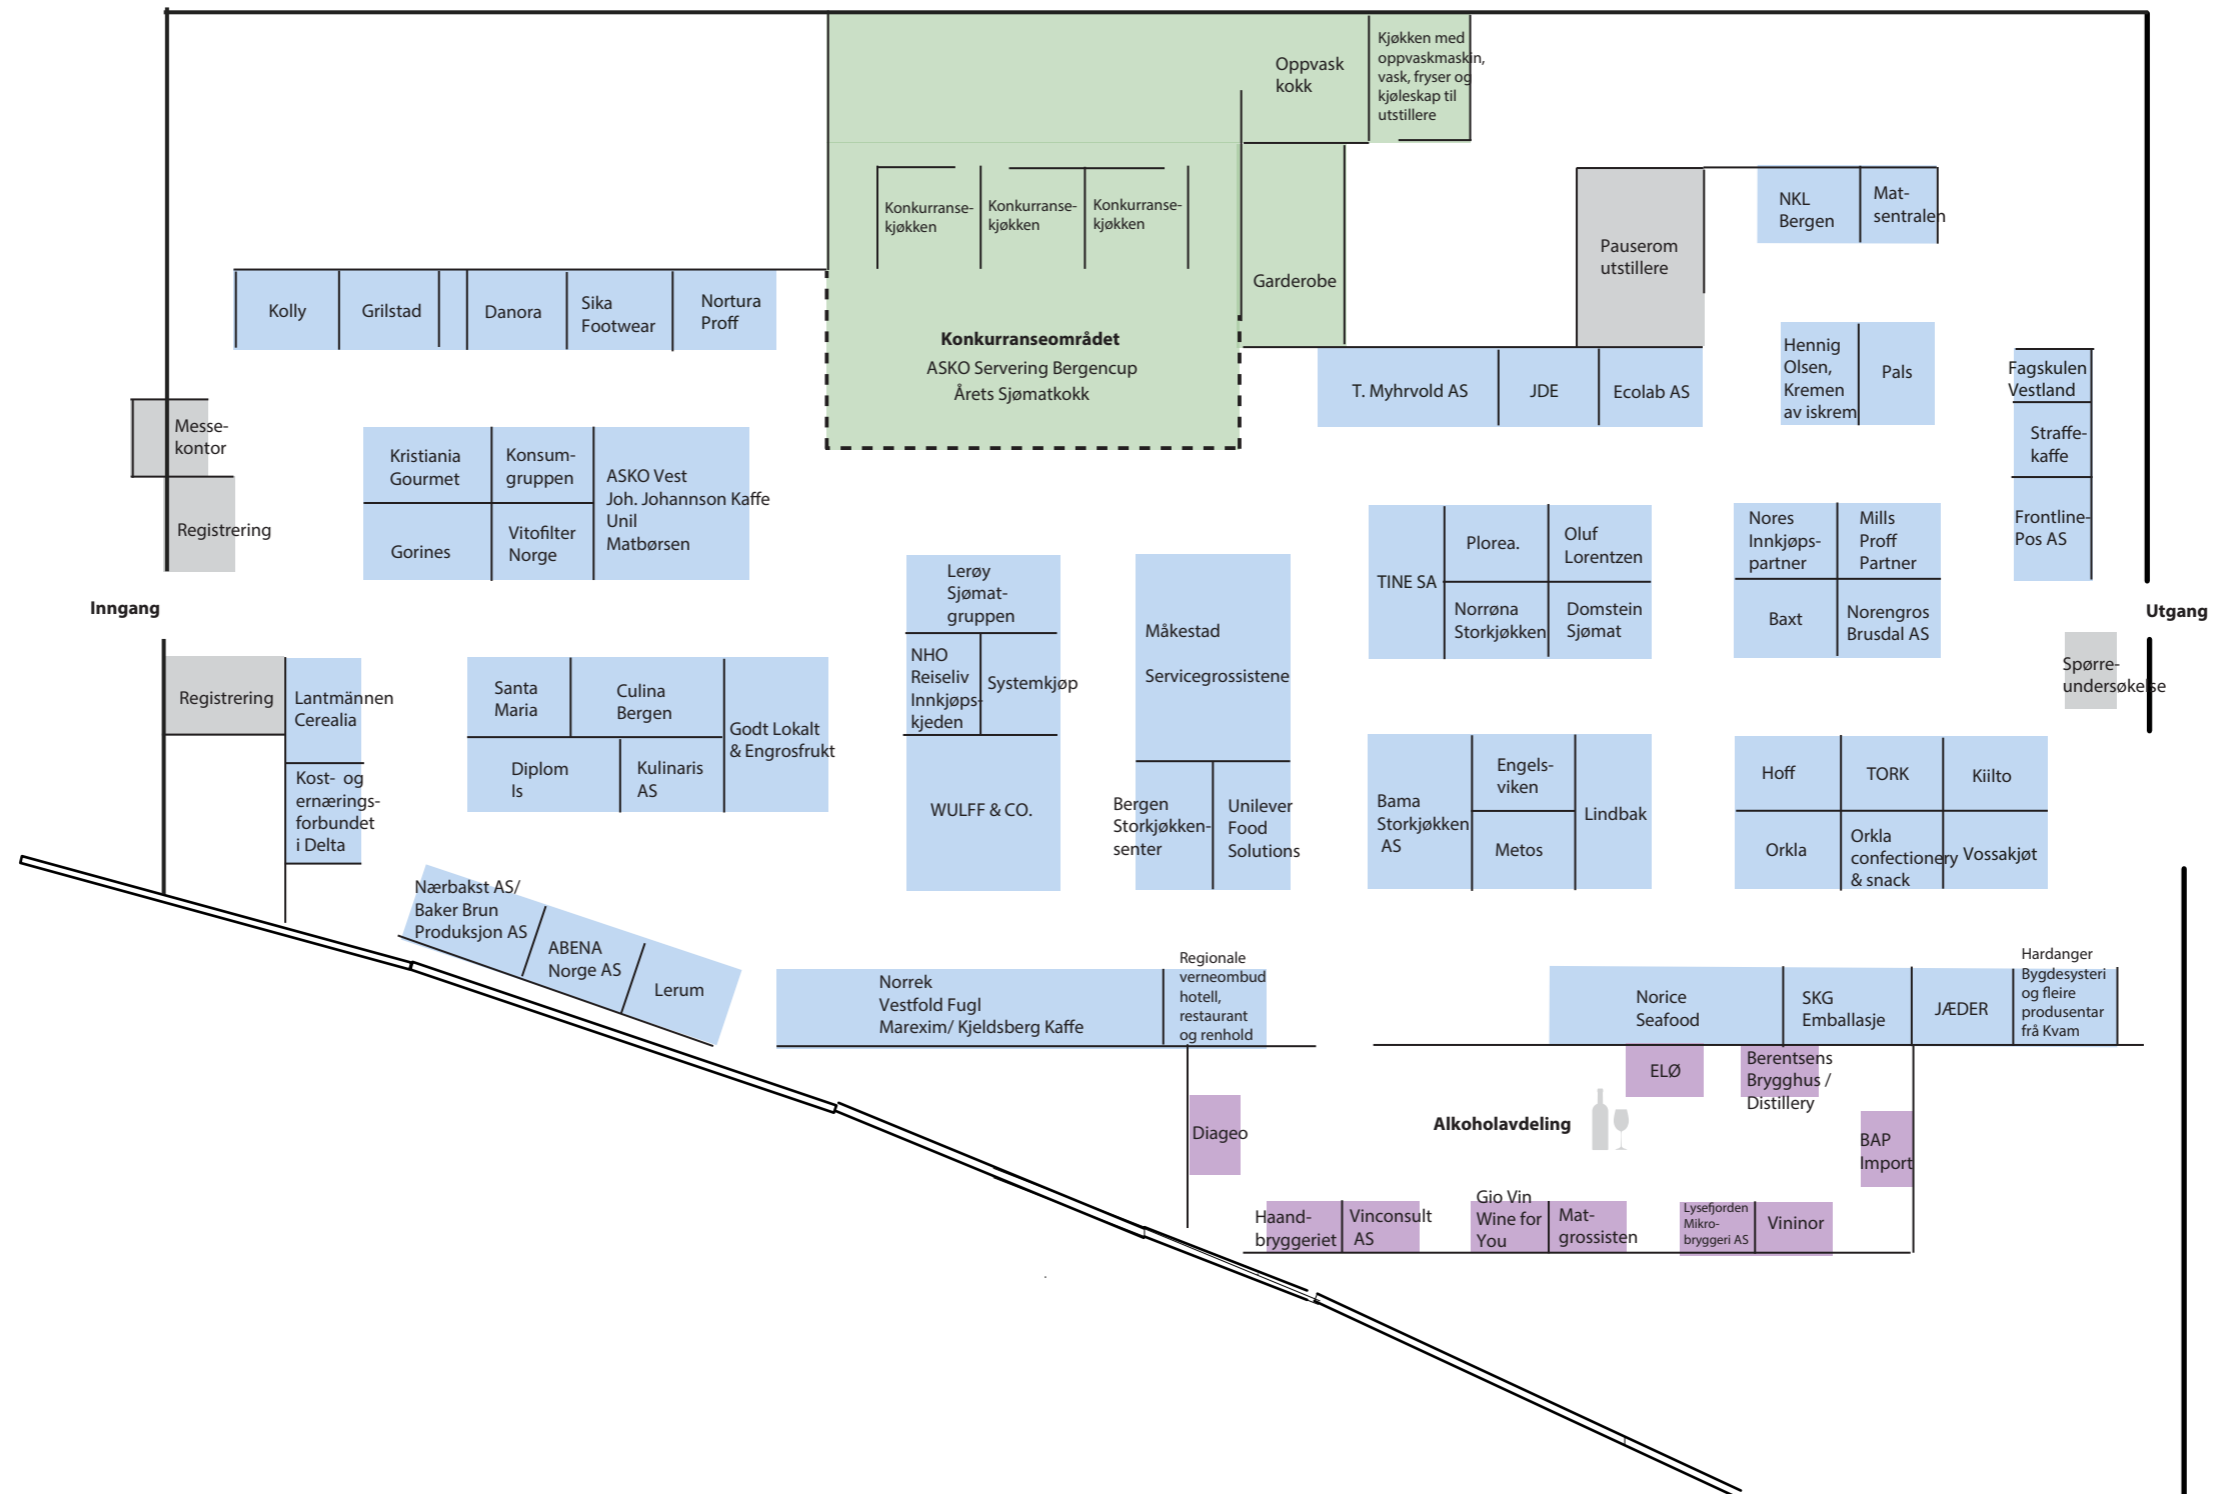 Oppvask
kokk
Kjøkken med
oppvaskmaskin,
vask, fryser og
kjøleskap til
utstillere
Konkurranse-
kjøkken
Konkurranse-
kjøkken
Konkurranse-
kjøkken
Garderobe
Pauserom
utstillere
NKL
Bergen
Mat-
sentralen
Kolly
Grilstad
Danora
Sika
Footwear
Nortura
Proff
Konkurranseområdet
ASKO Servering Bergencup
Årets Sjømatkokk
T. Myhrvold AS
JDE
Ecolab AS
Hennig
Olsen,
Kremen
av iskrem
Pals
Fagskulen
Vestland
Straffe-
kaffe
Frontline-
Pos AS
Messe-
kontor
Registrering
Kristiania
Gourmet
Konsum-
gruppen
ASKO Vest
Joh. Johannson Kaffe
Unil
Matbørsen
Gorines
Vitofilter
Norge
Inngang
Lerøy
Sjømat-
gruppen
NHO
Reiseliv
Innkjøps-
kjeden
Systemkjøp
WULFF & CO.
Måkestad
Servicegrossistene
Bergen
Storkjøkken-
senter
Unilever
Food
Solutions
TINE SA
Plorea.
Oluf
Lorentzen
Norrøna
Storkjøkken
Domstein
Sjømat
Nores
Innkjøps-
partner
Mills
Proff
Partner
Baxt
Norengros
Brusdal AS
Utgang
Spørre-
undersøkelse
Registrering
Lantmännen
Cerealia
Kost- og
ernærings-
forbundet
i Delta
Santa
Maria
Culina
Bergen
Godt Lokalt
& Engrosfrukt
Diplom
Is
Kulinaris
AS
Bama
Storkjøkken
AS
Engels-
viken
Metos
Lindbak
Hoff
TORK
Kiilto
Orkla
Orkla
confectionery
& snack
Vossakjøt
Nærbakst AS/
Baker Brun
Produksjon AS
ABENA
Norge AS
Lerum
Norrek
Vestfold Fugl
Marexim/ Kjeldsberg Kaffe
Regionale
verneombud
hotell,
restaurant
og renhold
Norice
Seafood
SKG
Emballasje
JÆDER
Hardanger
Bygdesysteri
og fleire
produsentar
frå Kvam
ELØ
Berentsens
Brygghus /
Distillery
Diageo
Alkoholavdeling
BAP
Import
Haand-
bryggeriet
Vinconsult
AS
Gio Vin
Wine for
You
Mat-
grossisten
Lysefjorden
Mikro-
bryggeri AS
Vininor